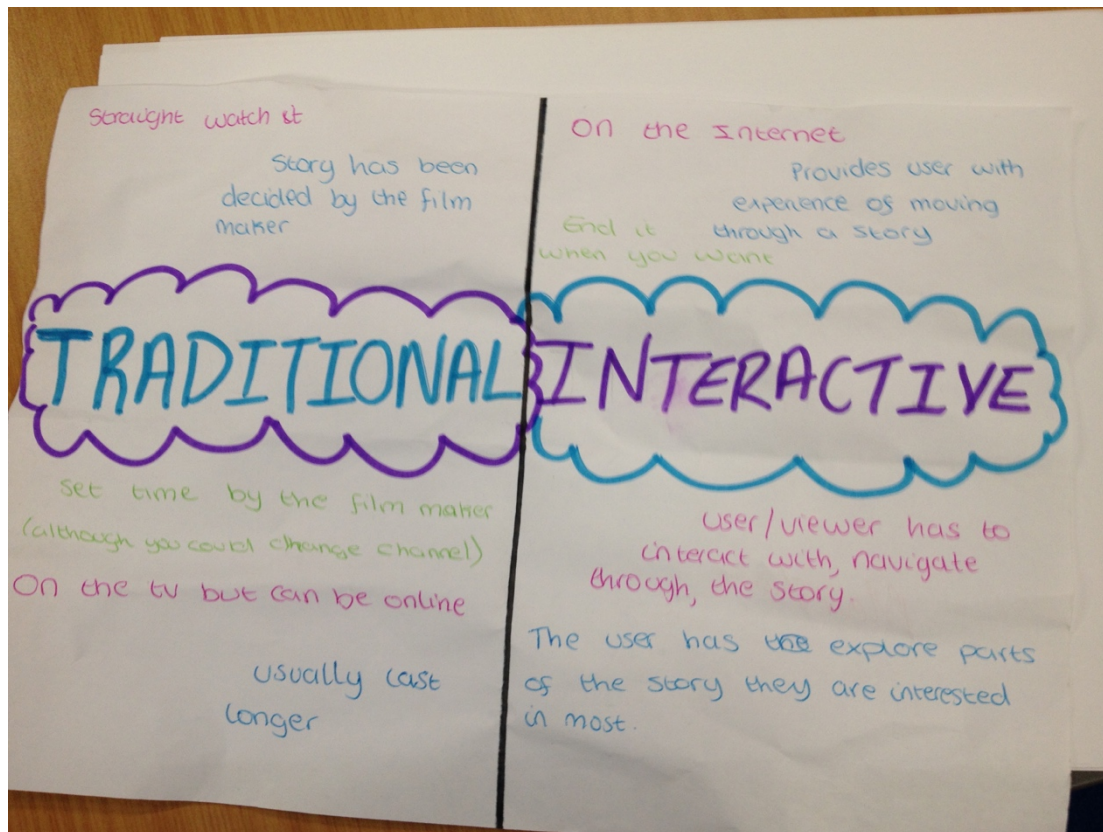 Straight watch it
Story has been
decided by the film
maker
TRADITIONAL
Set time by the film maker
(although you could change channel)
On the tv but can be online
usually last
longer
On the Internet
Provides user with
experience of moving
through a story
End it
when you want
INTERACTIVE
user/viewer has to
interact with, navigate
through, the story.
The user has explore parts
of the story they are interested
in most.